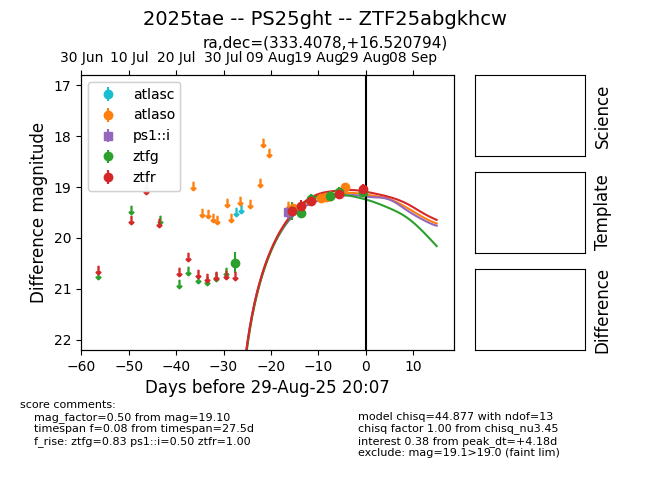 2025tae -- PS25ght -- ZTF25abgkhcw
ra,dec=(333.4078,+16.520794)
30 Jun 10 Jul 20 Jul 30 Jul 09 Aug 19 Aug 29 Aug 08 Sep
17
18
19
20
21
22
Difference magnitude
atlasc
atlaso
ps1::i
ztfg
ztfr
Science
Template
Difference
−60 −50 −40 −30 −20 −10 0 10
Days before 29-Aug-25 20:07
score comments:
mag_factor=0.50 from mag=19.10
timespan f=0.08 from timespan=27.5d
f_rise: ztfg=0.83 ps1::i=0.50 ztfr=1.00
model chisq=44.877 with ndof=13
chisq factor 1.00 from chisq_nu3.45
interest 0.38 from peak_dt=+4.18d
exclude: mag=19.1>19.0 (faint lim)